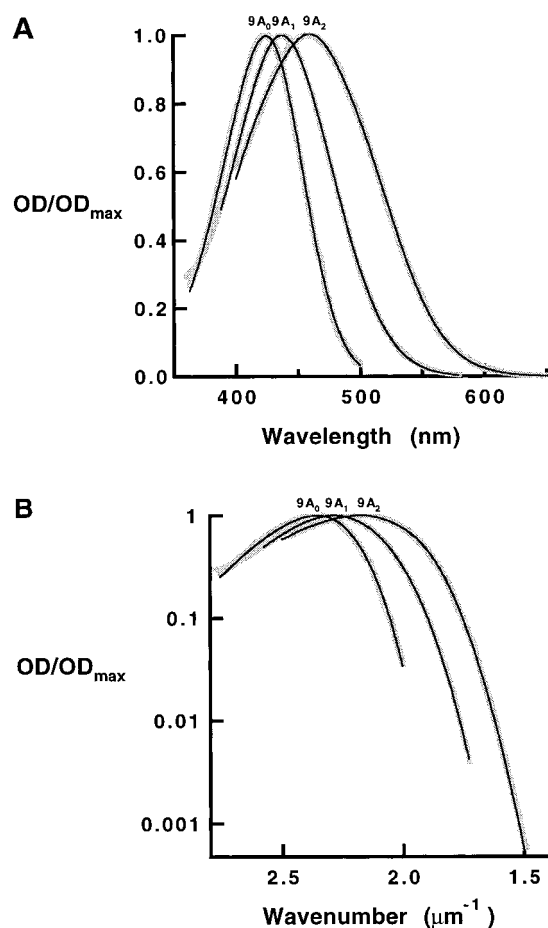 A
9A₀ 9A₁ 9A₂
1.0
0.8
0.6
OD/ODmax
0.4
0.2
0.0
400 500 600
Wavelength (nm)
B
9A₀ 9A₁ 9A₂
1
0.1
OD/ODmax
0.01
0.001
2.5 2.0 1.5
Wavenumber (μm⁻¹)